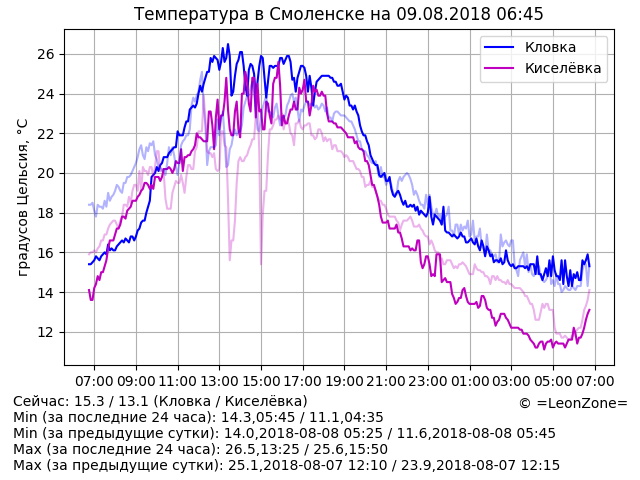 Температура в Смоленске на 09.08.2018 06:45
градусов Цельсия, °C
26
24
22
20
18
16
14
12
Кловка
Киселёвка
07:00 09:00 11:00 13:00 15:00 17:00 19:00 21:00 23:00 01:00 03:00 05:00 07:00
Сейчас: 15.3 / 13.1 (Кловка / Киселёвка)
© =LeonZone=
Min (за последние 24 часа): 14.3,05:45 / 11.1,04:35
Min (за предыдущие сутки): 14.0,2018-08-08 05:25 / 11.6,2018-08-08 05:45
Max (за последние 24 часа): 26.5,13:25 / 25.6,15:50
Max (за предыдущие сутки): 25.1,2018-08-07 12:10 / 23.9,2018-08-07 12:15